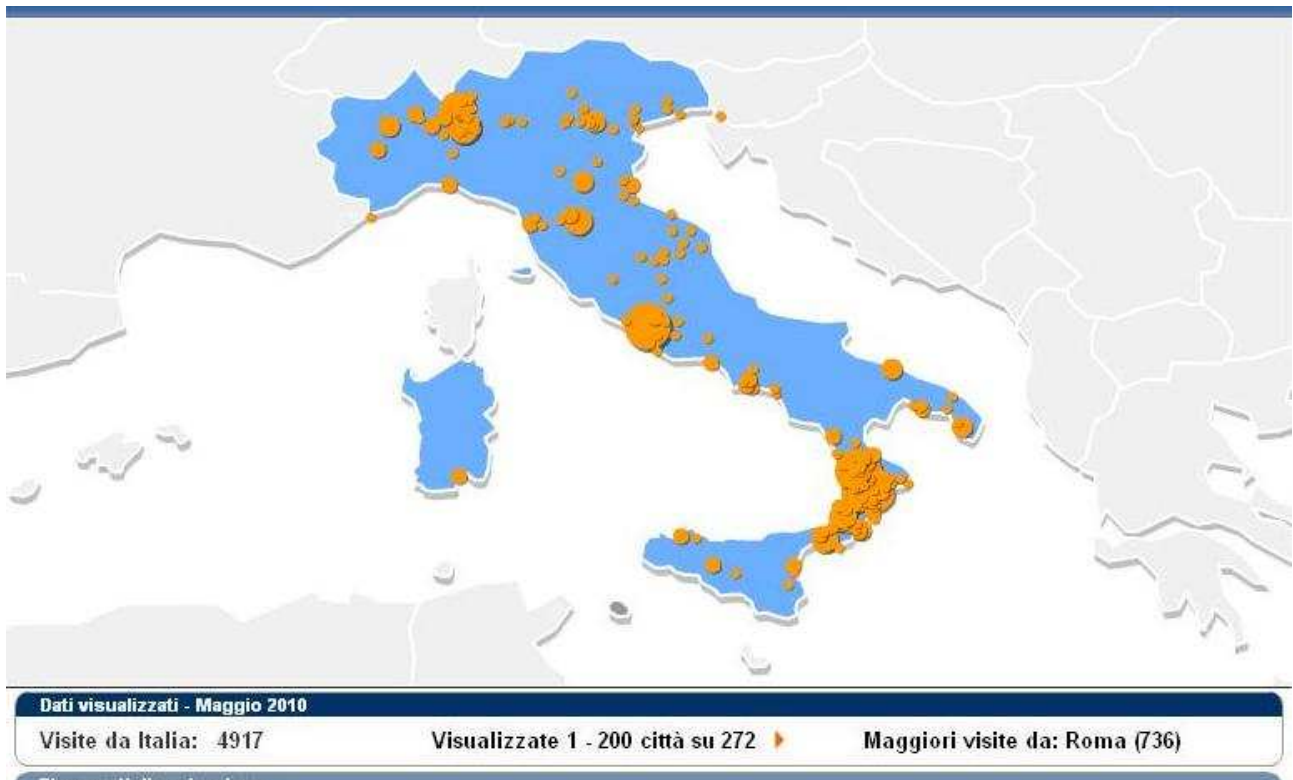 Dati visualizzati - Maggio 2010
Visite da Italia: 4917 Visualizzate 1 - 200 città su 272 Maggiori visite da: Roma (736)